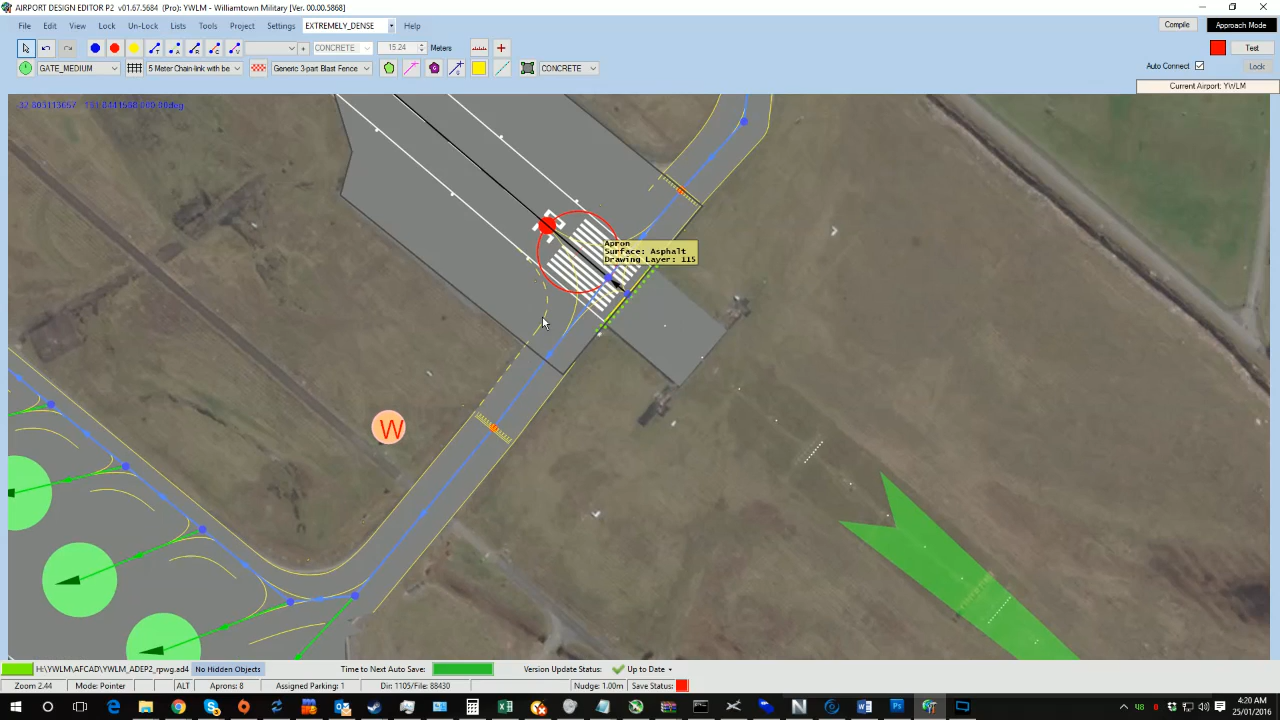 AIRPORT DESIGN EDITOR P2 v01.67.5684 (Pro): YWLM - Williamtown Military [Ver. 00.00.5868]
File Edit View Lock Un-Lock Lists Tools Project Settings EXTREMELY_DENSE Help Compile Approach Mode
CONCRETE 15.24 Meters Test
GATE_MEDIUM 5 Meter Chain-link with be Generic 3-part Blast Fence CONCRETE Auto Connect Lock
Current Airport: YWLM
Apron
Surface: Asphalt
Drawing Layer: 115
W
H:\YWLM\AFCAD\YWLM_ADEP2_rpwg.ad4 No Hidden Objects Time to Next Auto Save: Version Update Status: Up to Date
Zoom 2.44 Mode: Pointer ALT Aprons: 8 Assigned Parking: 1 Dir: 1105/File: 88430 Nudge: 1.00m Save Status:
4:20 AM
25/01/2016